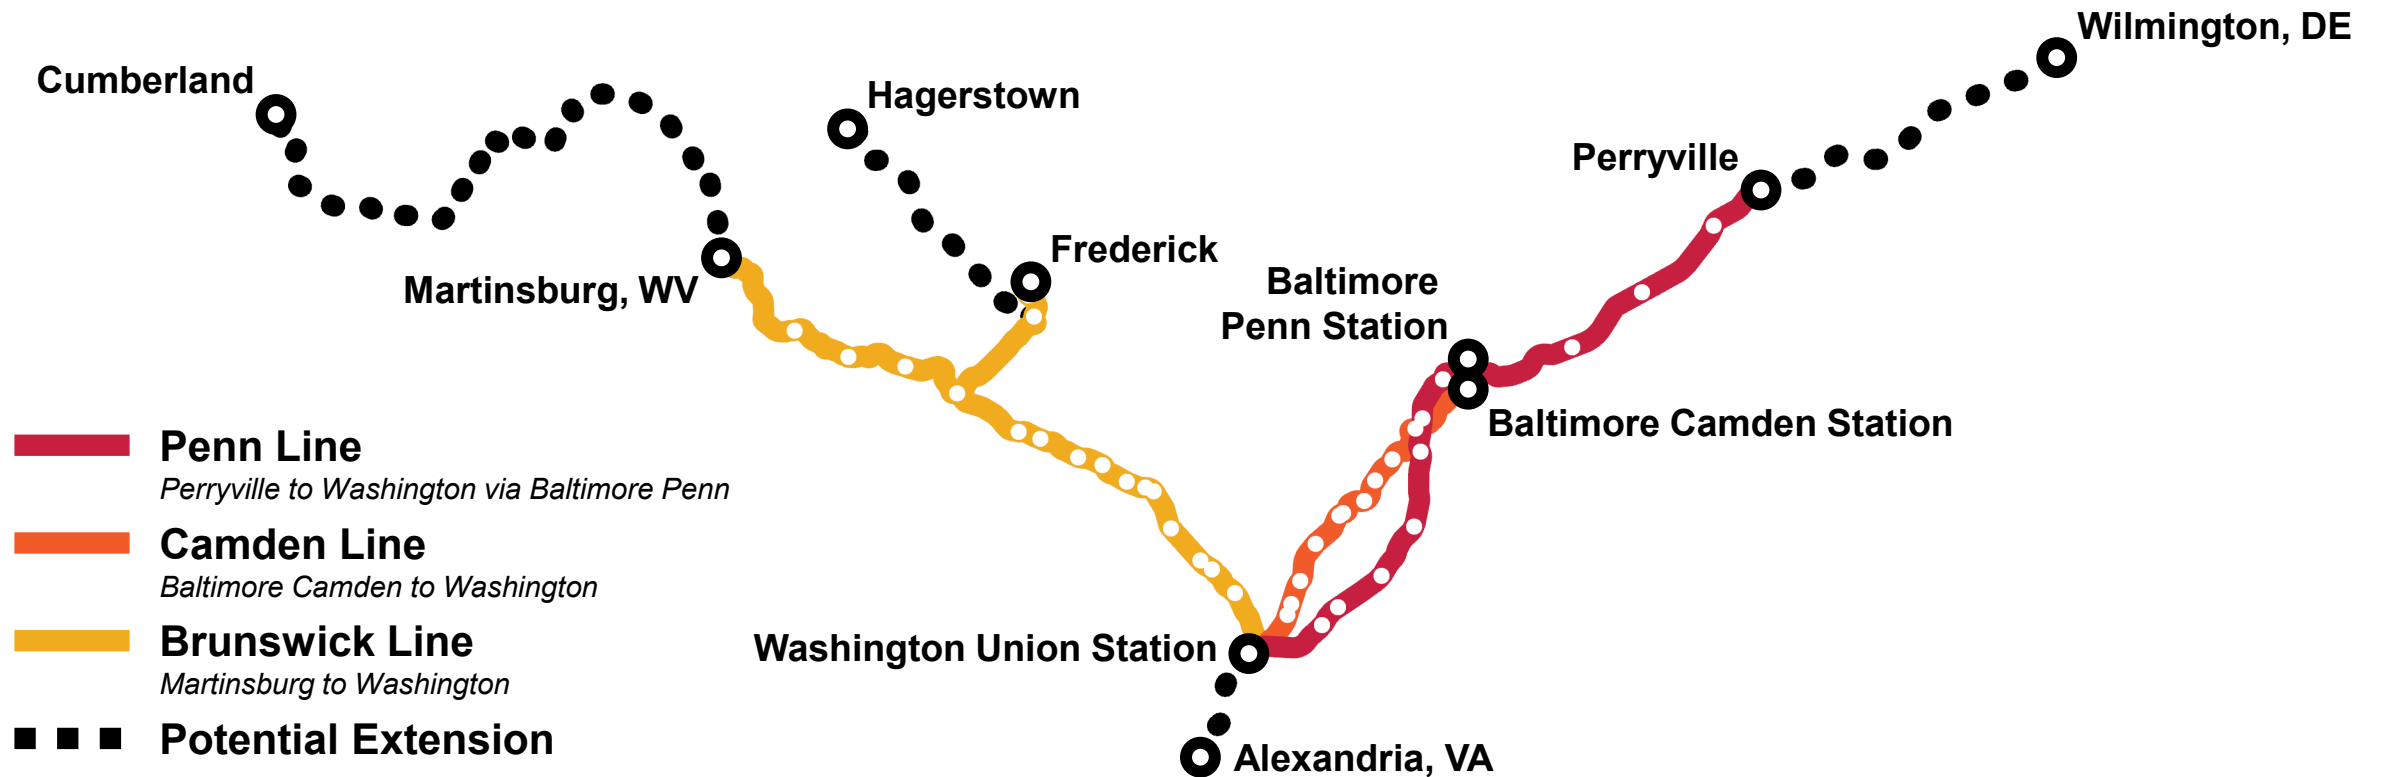 Wilmington, DE
Cumberland
Hagerstown
Perryville
Frederick
Martinsburg, WV
Baltimore
Penn Station
Baltimore Camden Station
Penn Line
Perryville to Washington via Baltimore Penn
Camden Line
Baltimore Camden to Washington
Brunswick Line
Martinsburg to Washington
Washington Union Station
Potential Extension
Alexandria, VA